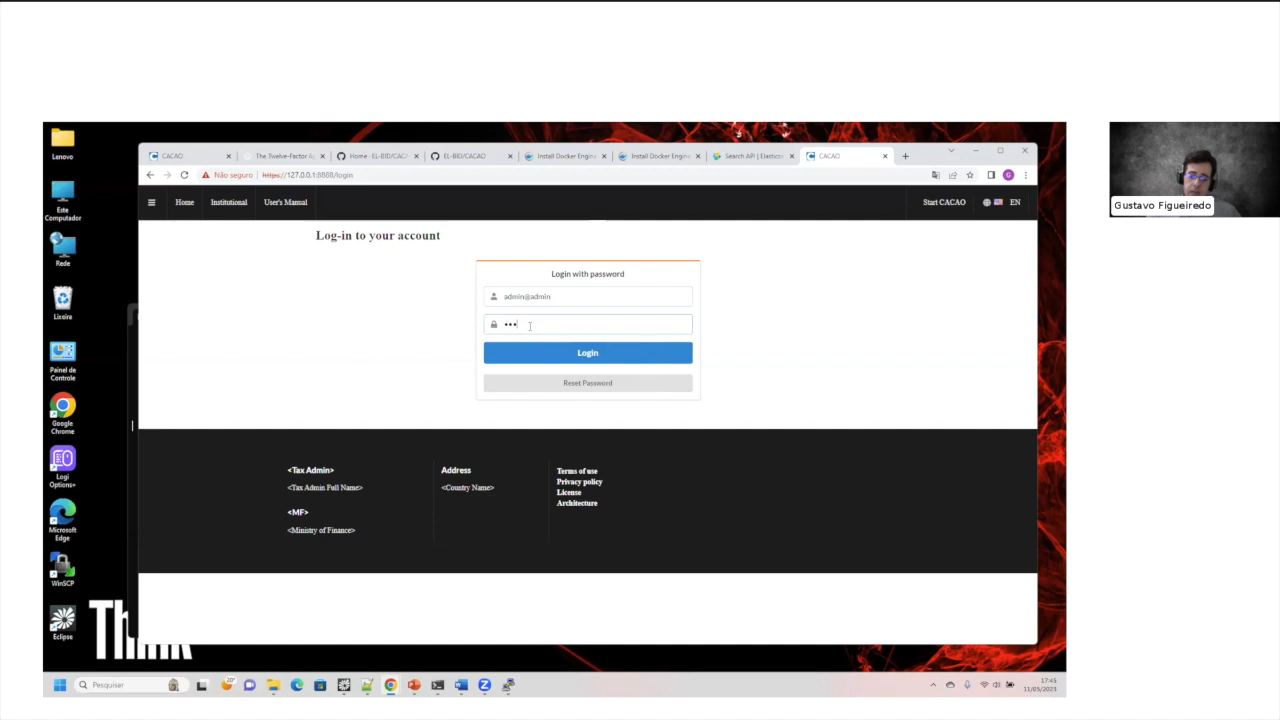 Lenovo
Este
Computador
Rede
Lixeira
Painel de
Controle
Google
Chrome
Logi
Options+
Microsoft
Edge
WinSCP
Eclipse
CACAO
The Twelve-Factor A
Home · EL-BID/CAC
EL-BID/CACAO
Install Docker Engin
Install Docker Engine
Search API | Elastics
CACAO
Não seguro
https://127.0.0.1:8888/login
Home
Institutional
User's Manual
Start CACAO
EN
Log-in to your account
Login with password
admin@admin
Login
Reset Password
<Tax Admin>
<Tax Admin Full Name>
<MF>
<Ministry of Finance>
Address
<Country Name>
Terms of use
Privacy policy
License
Architecture
Think
20°
Pesquisar
17:45
11/05/2023
Gustavo Figueiredo